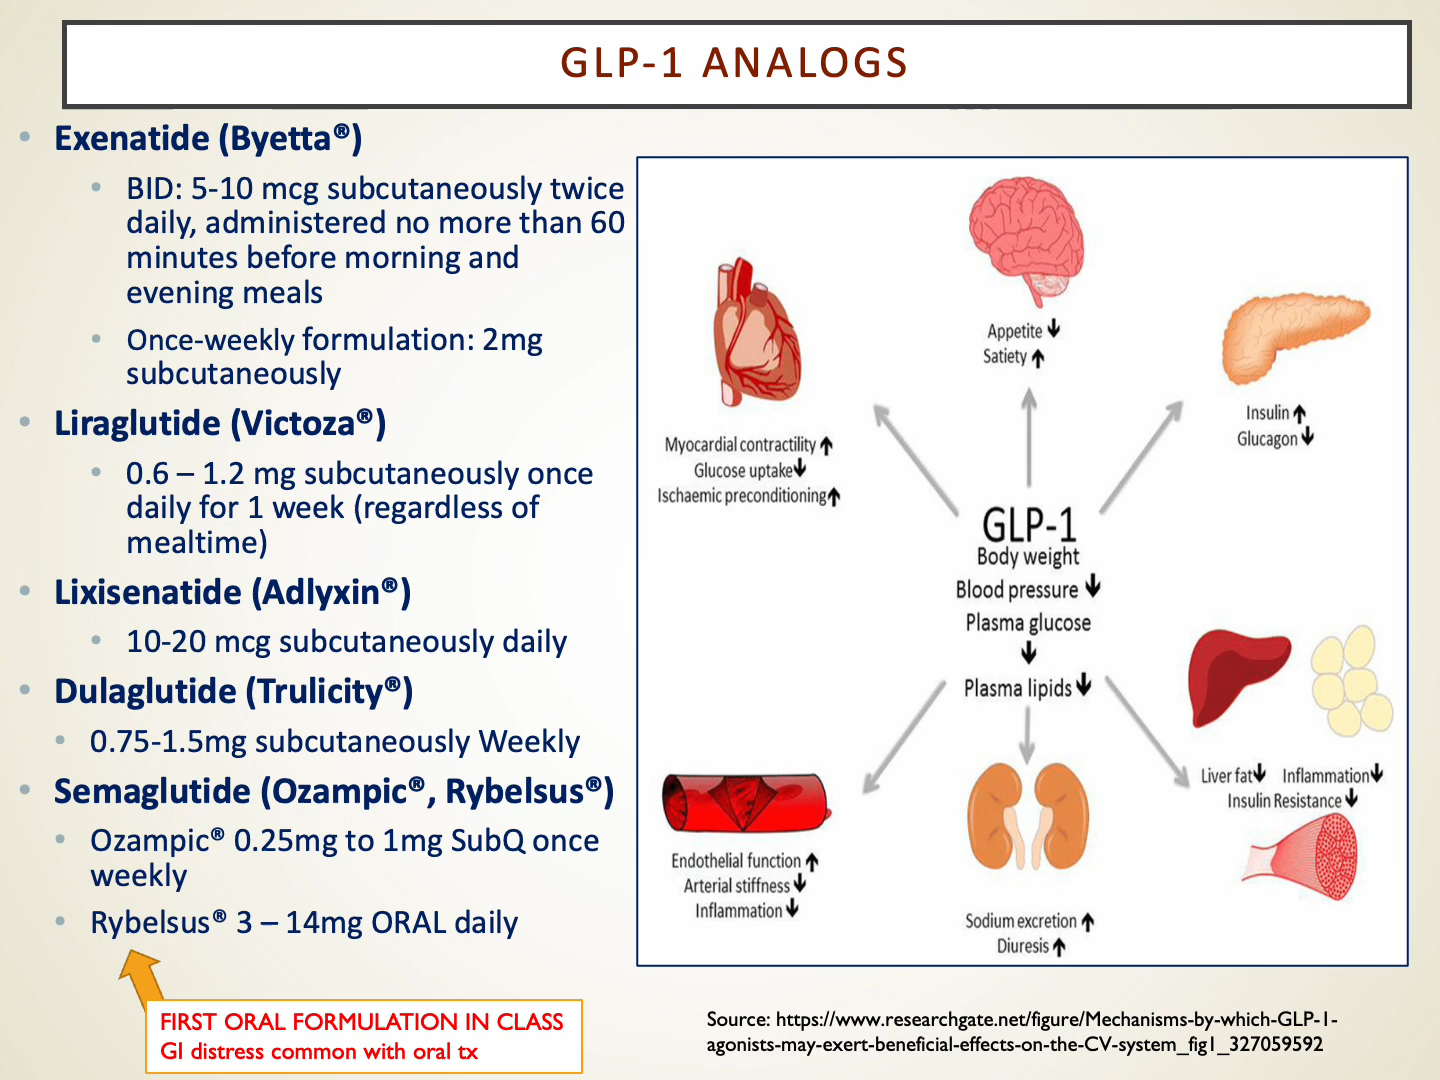 GLP-1 ANALOGS
• Exenatide (Byetta®)
• BID: 5-10 mcg subcutaneously twice
daily, administered no more than 60
minutes before morning and
evening meals
• Once-weekly formulation: 2mg
subcutaneously
• Liraglutide (Victoza®)
• 0.6 – 1.2 mg subcutaneously once
daily for 1 week (regardless of
mealtime)
• Lixisenatide (Adlyxin®)
• 10-20 mcg subcutaneously daily
• Dulaglutide (Trulicity®)
• 0.75-1.5mg subcutaneously Weekly
• Semaglutide (Ozampic®, Rybelsus®)
• Ozampic® 0.25mg to 1mg SubQ once
weekly
• Rybelsus® 3 – 14mg ORAL daily
FIRST ORAL FORMULATION IN CLASS
GI distress common with oral tx
Appetite ↓
Satiety ↑
Myocardial contractility ↑
Glucose uptake ↓
Ischaemic preconditioning ↑
Insulin ↑
Glucagon ↓
GLP-1
Body weight
Blood pressure ↓
Plasma glucose
↓
Plasma lipids ↓
Liver fat ↓ Inflammation ↓
Insulin Resistance ↓
Endothelial function ↑
Arterial stiffness ↓
Inflammation ↓
Sodium excretion ↑
Diuresis ↑
Source: https://www.researchgate.net/figure/Mechanisms-by-which-GLP-1-
agonists-may-exert-beneficial-effects-on-the-CV-system_fig1_327059592